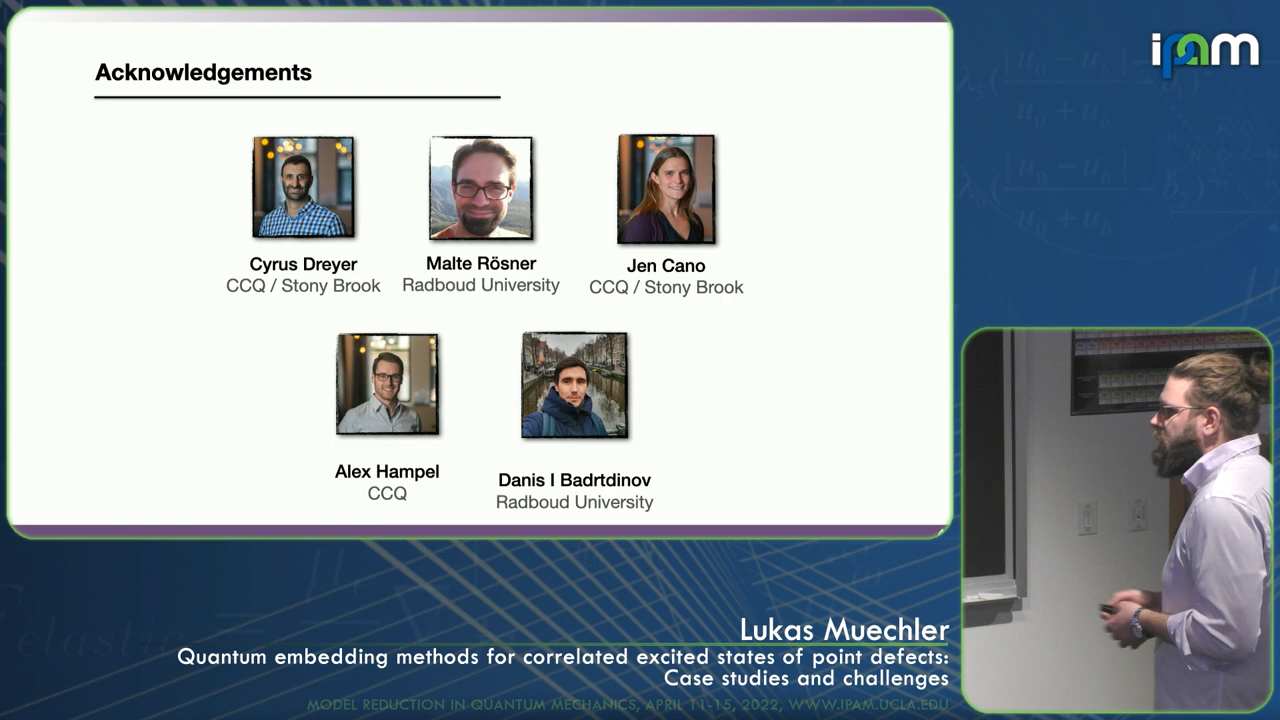 ipam
Acknowledgements
Cyrus Dreyer
CCQ / Stony Brook
Malte Rösner
Radboud University
Jen Cano
CCQ / Stony Brook
Alex Hampel
CCQ
Danis I Badrtdinov
Radboud University
Lukas Muechler
Quantum embedding methods for correlated excited states of point defects:
Case studies and challenges
MODEL REDUCTION IN QUANTUM MECHANICS, APRIL 11-15, 2022, WWW.IPAM.UCLA.EDU
elastic